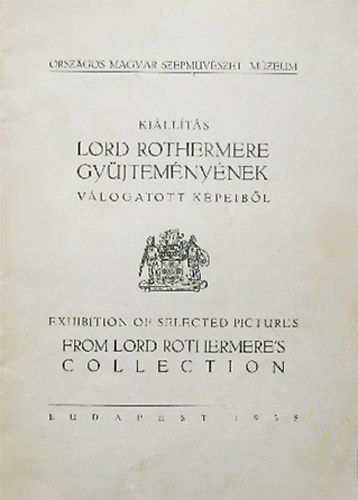 ORSZÁGOS MAGYAR SZÉPMŰVÉSZETI MÚZEUM
KIÁLLÍTÁS
LORD ROTHERMERE
GYŰJTEMÉNYÉNEK
VÁLOGATOTT KÉPEIBŐL
EXHIBITION OF SELECTED PICTURES
FROM LORD ROTHERMERE'S
COLLECTION
BUDAPEST 1938